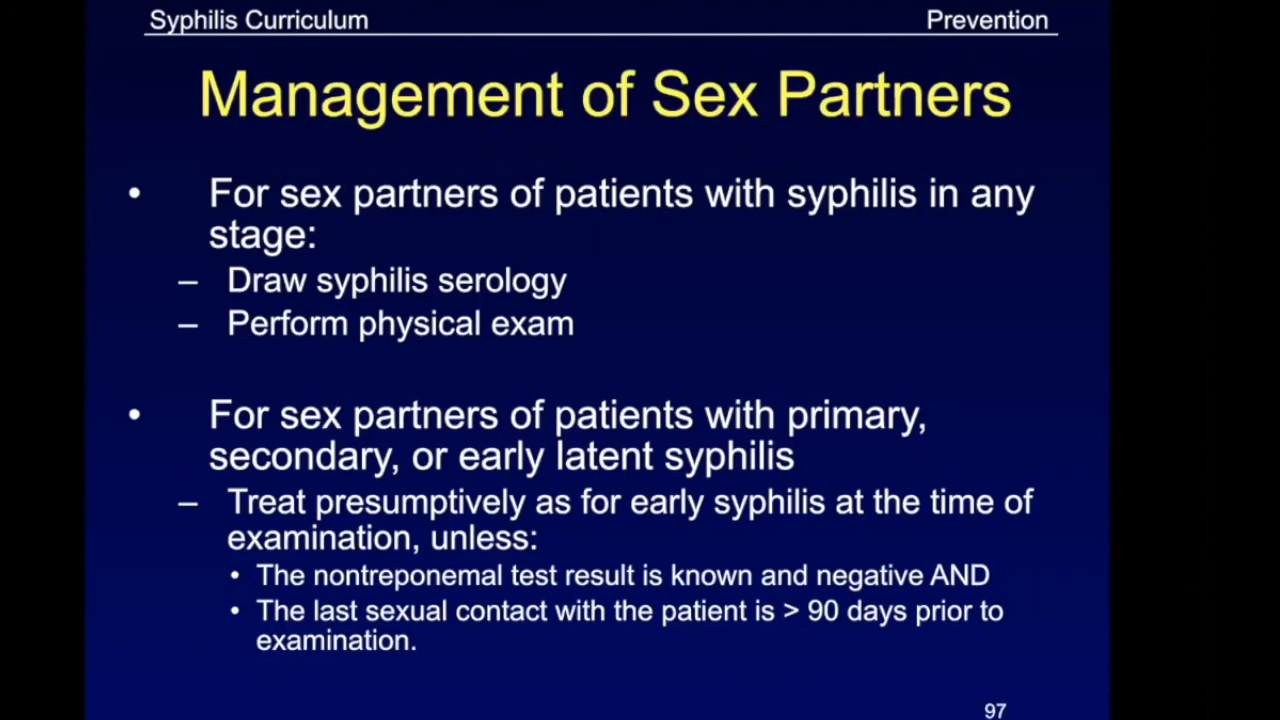 Syphilis Curriculum Prevention
Management of Sex Partners
• For sex partners of patients with syphilis in any
stage:
– Draw syphilis serology
– Perform physical exam
• For sex partners of patients with primary,
secondary, or early latent syphilis
– Treat presumptively as for early syphilis at the time of
examination, unless:
• The nontreponemal test result is known and negative AND
• The last sexual contact with the patient is > 90 days prior to
examination.
97